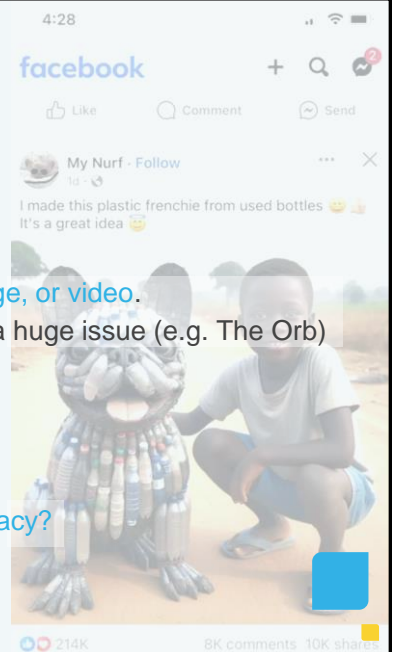 4:28
facebook
2
Like Comment Send
My Nurf · Follow
1d ·
I made this plastic frenchie from used bottles 😀 👍
It's a great idea 😇
ge, or video.
a huge issue (e.g. The Orb)
acy?
214K 8K comments 10K shares